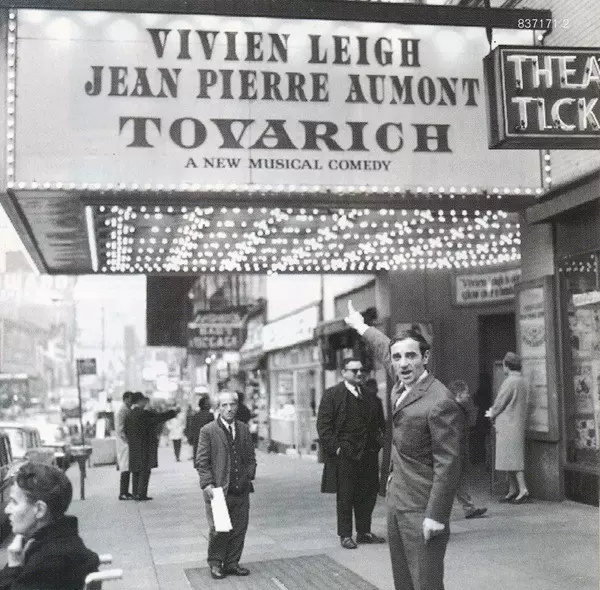 837171-2
VIVIEN LEIGH
JEAN PIERRE AUMONT
TOVARICH
A NEW MUSICAL COMEDY
THEA
TICK